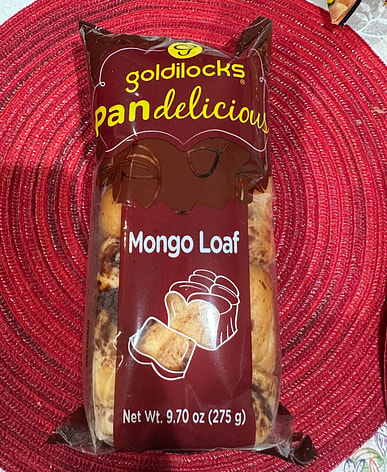 goldilocks®
Pandelicious
Mongo Loaf
Net Wt. 9.70 oz (275 g)